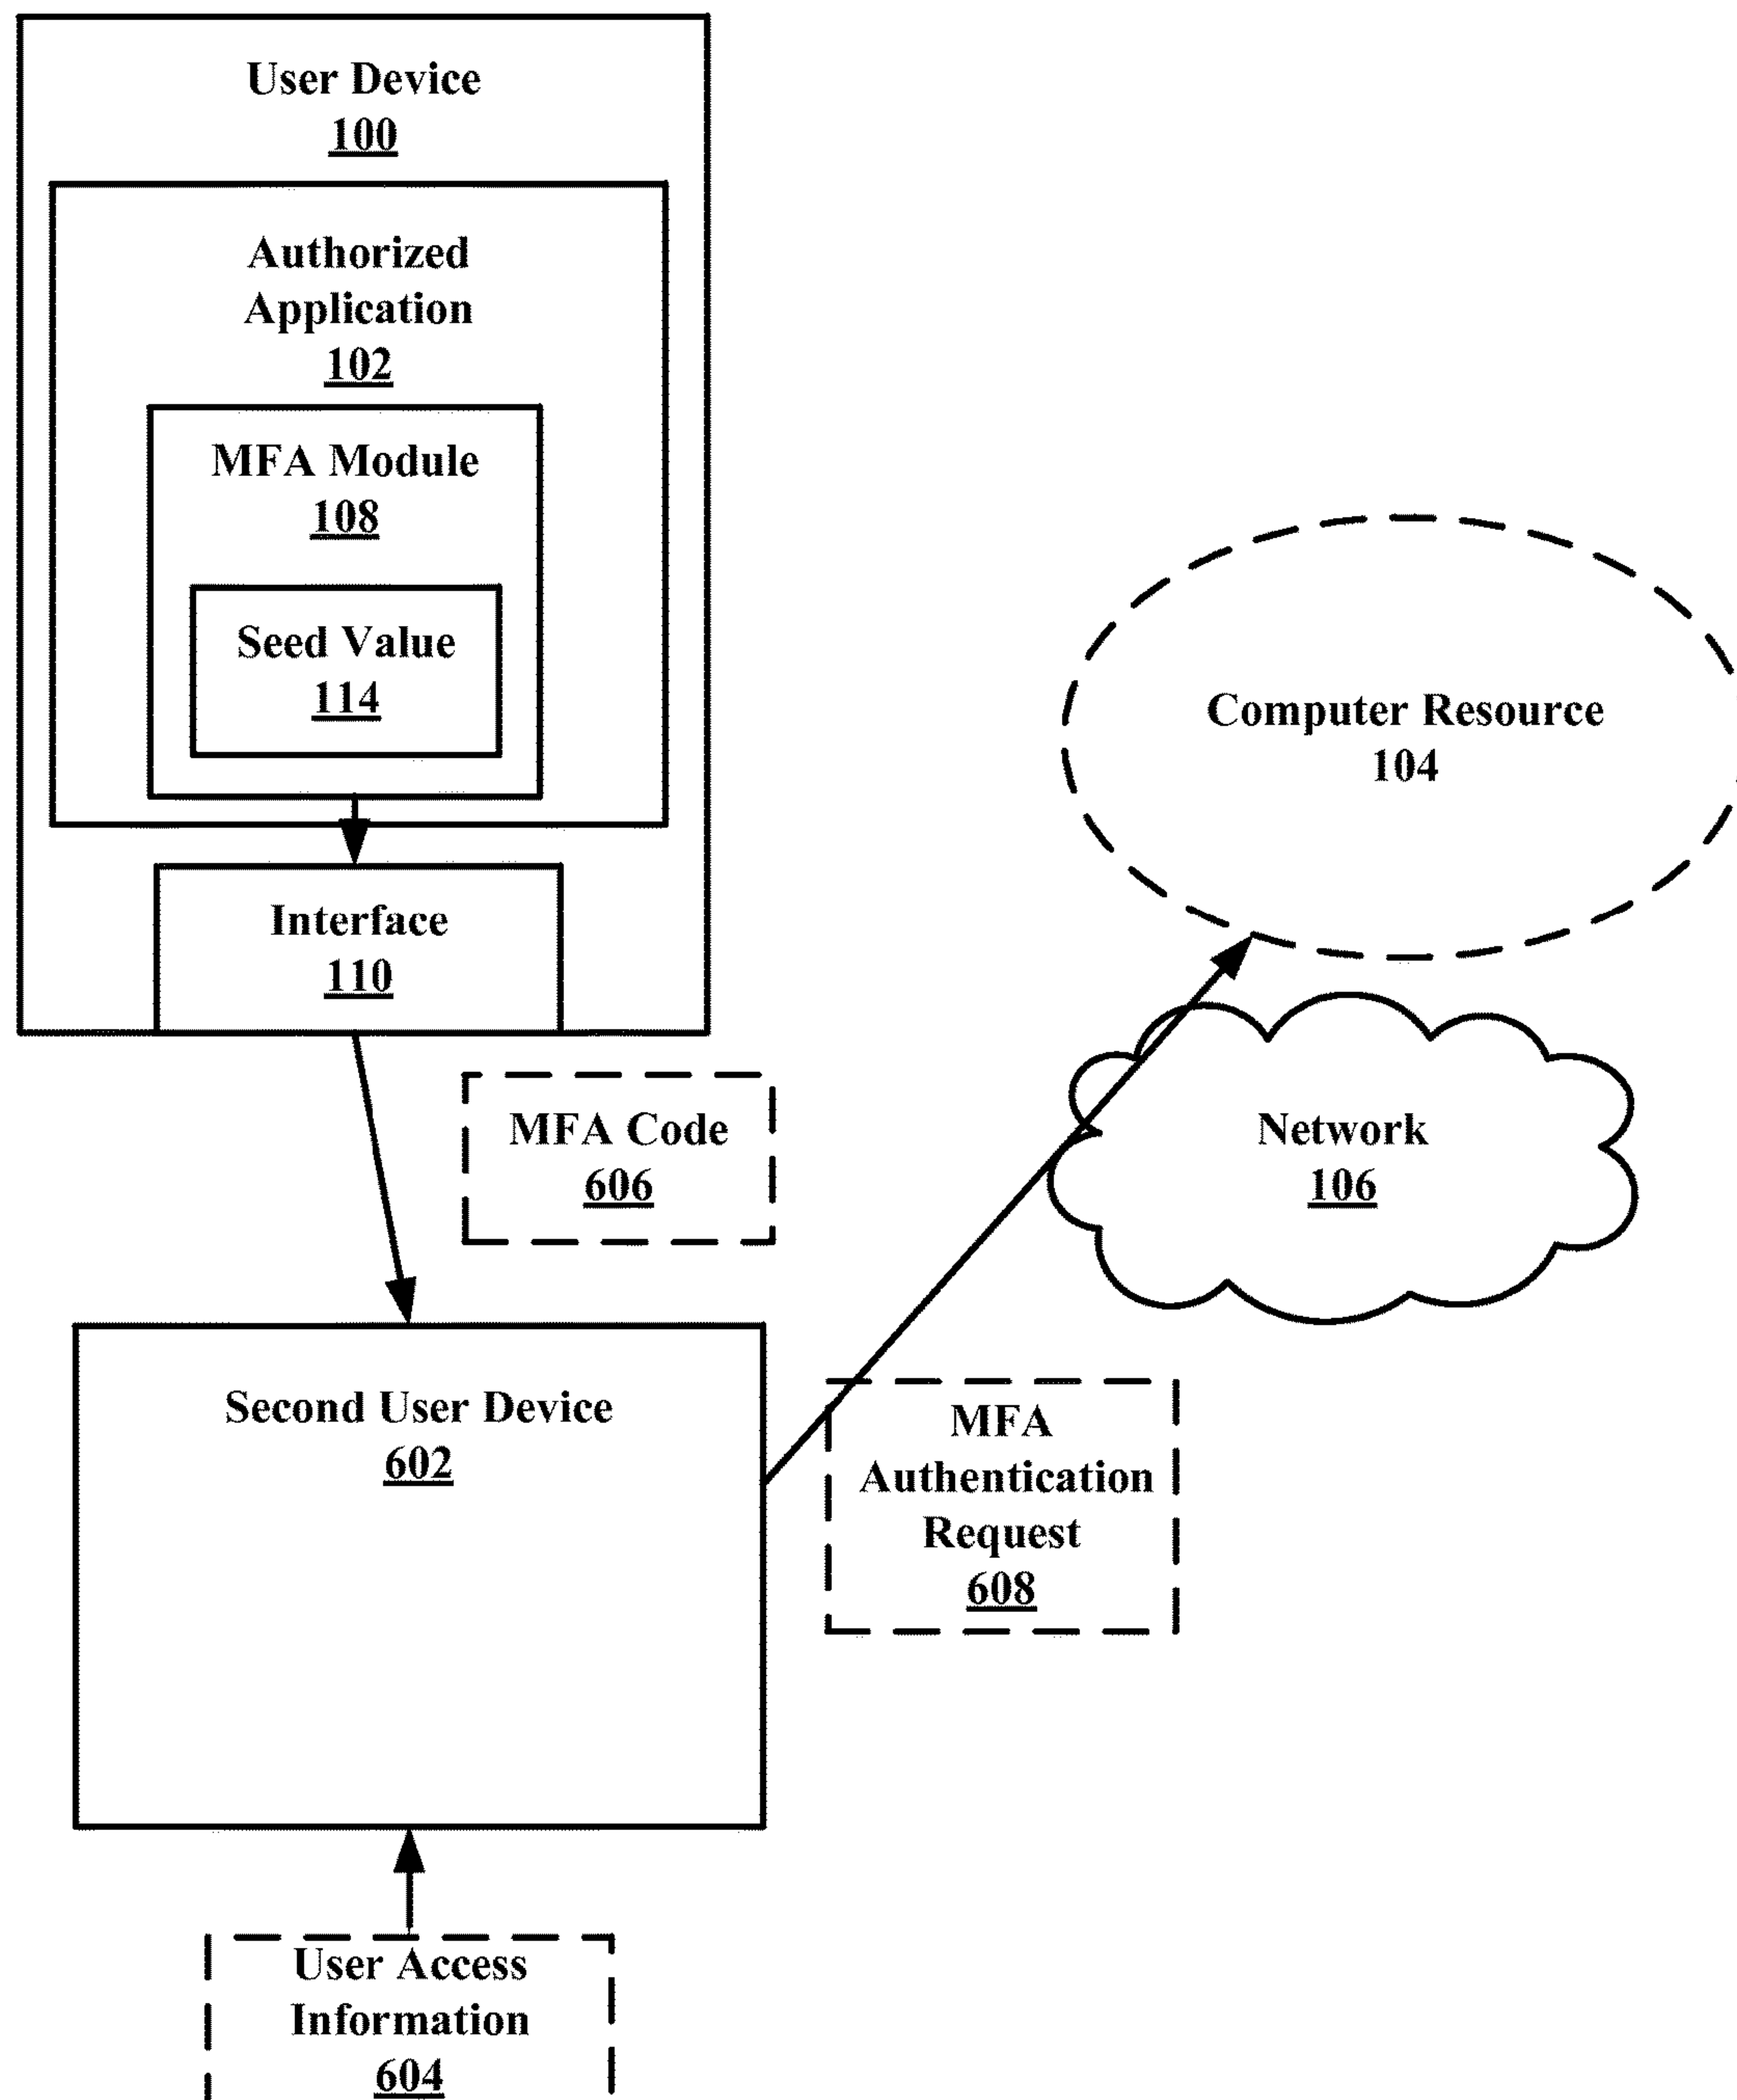 User Device
100
Authorized
Application
102
MFA Module
108
Seed Value
114
Interface
110
Computer Resource
104
Network
106
MFA Code
606
Second User Device
602
MFA
Authentication
Request
608
User Access
Information
604